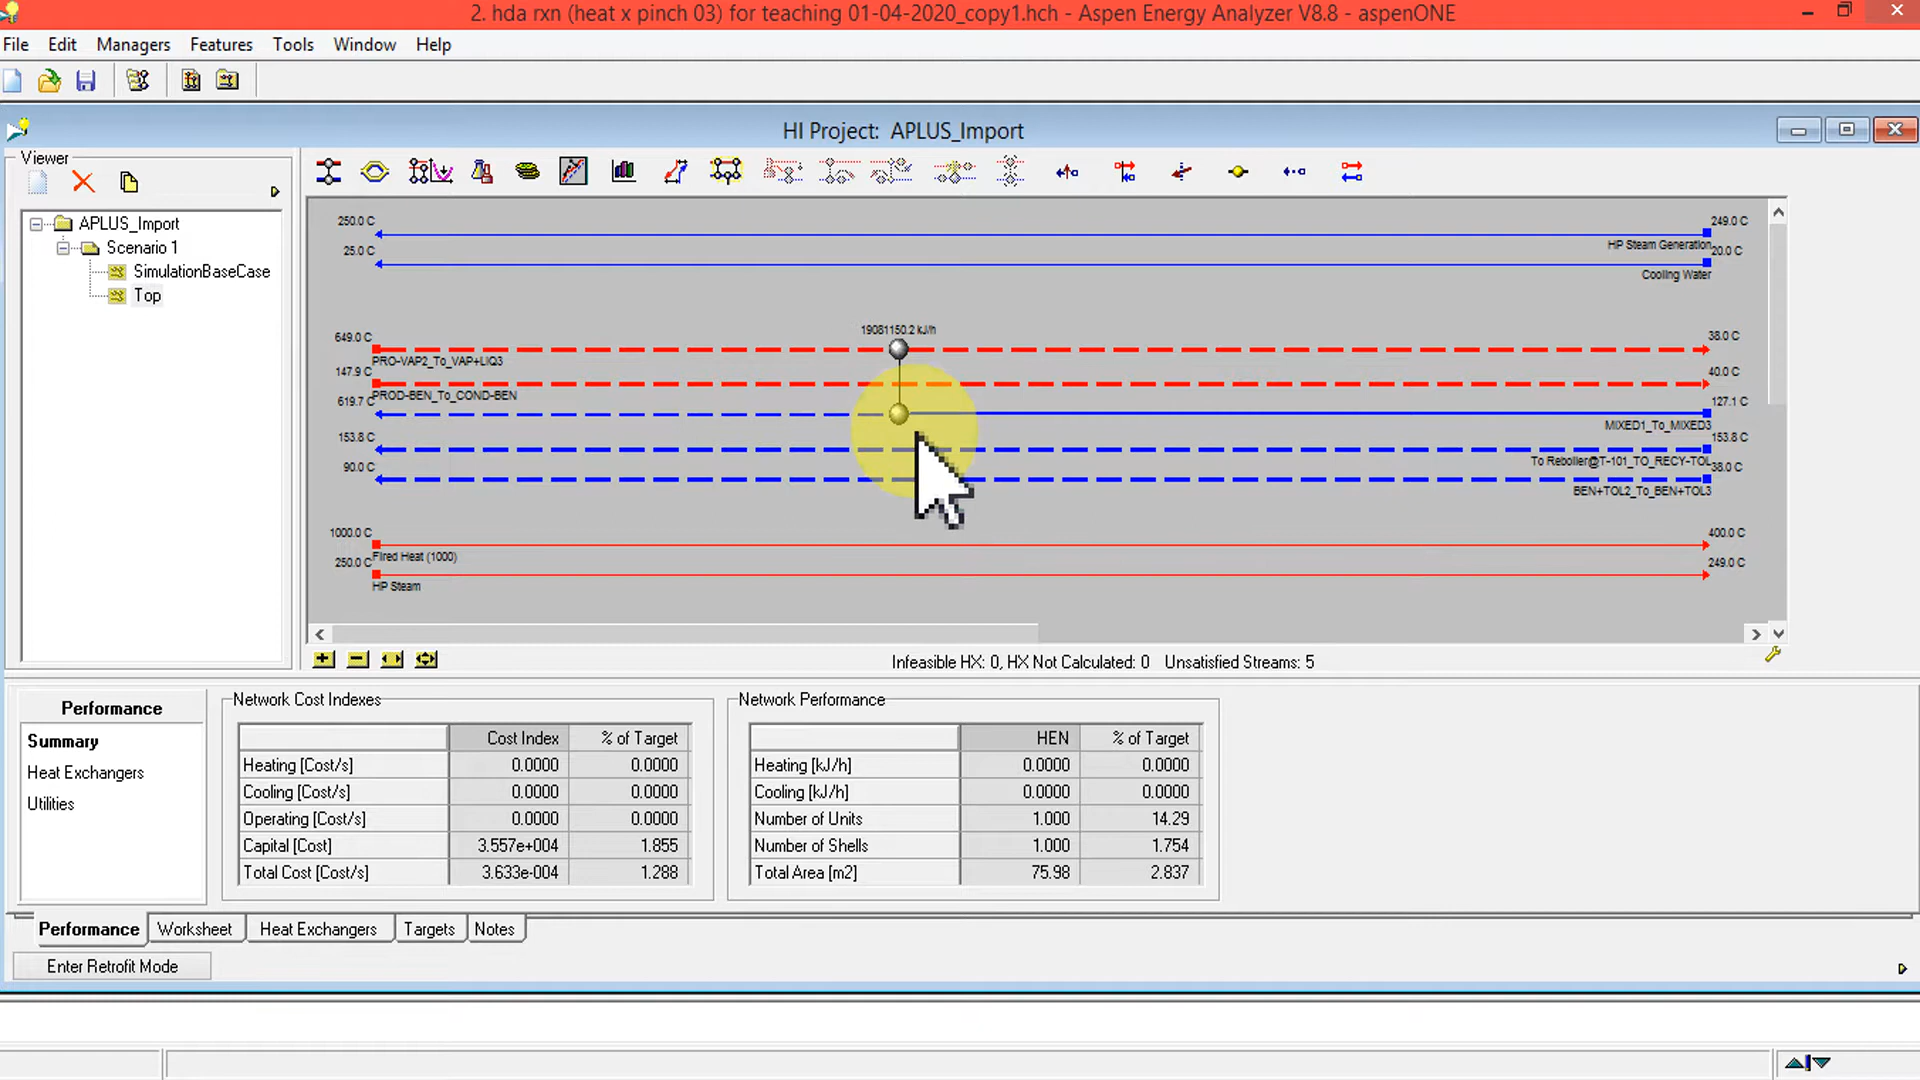 2. hda rxn (heat x pinch 03) for teaching 01-04-2020_copy1.hch - Aspen Energy Analyzer V8.8 - aspenONE
File Edit Managers Features Tools Window Help
HI Project: APLUS_Import
Viewer
APLUS_Import
Scenario 1
SimulationBaseCase
Top
250.0 C 249.0 C
HP Steam Generation
25.0 C 20.0 C
Cooling Water
19081150.2 kJ/h
649.0 C 38.0 C
PRO-VAP2_To_VAP+LIQ3
147.9 C 40.0 C
PROD-BEN_To_COND-BEN
619.7 C 127.1 C
MIXED1_To_MIXED3
153.8 C 153.8 C
To Reboiler@T-101_TO_RECY-TOL
90.0 C 38.0 C
BEN+TOL2_To_BEN+TOL3
1000.0 C 400.0 C
Fired Heat (1000)
250.0 C 249.0 C
HP Steam
Infeasible HX: 0, HX Not Calculated: 0 Unsatisfied Streams: 5
Performance
Summary
Heat Exchangers
Utilities
Network Cost Indexes
Cost Index % of Target
Heating [Cost/s] 0.0000 0.0000
Cooling [Cost/s] 0.0000 0.0000
Operating [Cost/s] 0.0000 0.0000
Capital [Cost] 3.557e+004 1.855
Total Cost [Cost/s] 3.633e-004 1.288
Network Performance
HEN % of Target
Heating [kJ/h] 0.0000 0.0000
Cooling [kJ/h] 0.0000 0.0000
Number of Units 1.000 14.29
Number of Shells 1.000 1.754
Total Area [m2] 75.98 2.837
Performance Worksheet Heat Exchangers Targets Notes
Enter Retrofit Mode